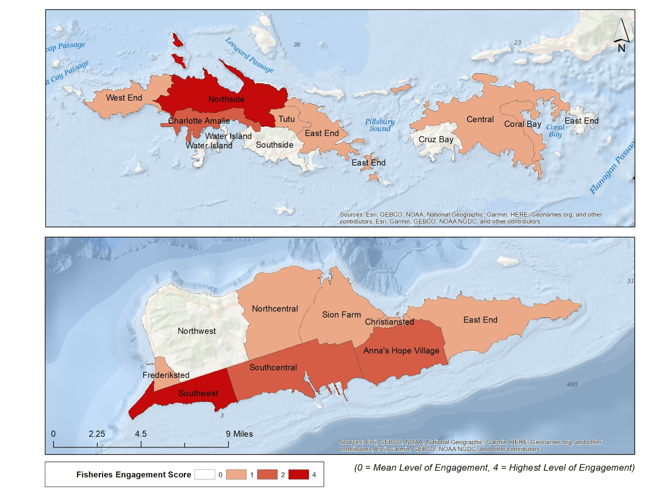 cap Passage
Leeward Passage
38
23
N
t Cay Passage
West End
Northside
Charlotte Amalie
Tutu
Pillsbury
Sound
Central
Coral Bay
East End
Coral
Bay
Water Island
East End
Cruz Bay
Water Island
Southside
East End
Flanagan Passa
Sources: Esri, GEBCO, NOAA, National Geographic, Garmin, HERE, Geonames.org, and other
contributors, Esri, Garmin, GEBCO, NOAA NGDC, and other contributors
31
Northcentral
Sion Farm
Christiansted
East End
Northwest
Anna's Hope Village
Southcentral
Frederiksted
Southwest
495
3
0 2.25 4.5 9 Miles
Sources: Esri, GEBCO, NOAA, National Geographic, Garmin, HERE, Geonames.org, and other
contributors, Esri, Garmin, GEBCO, NOAA NGDC, and other contributors
Fisheries Engagement Score 0 1 2 4
(0 = Mean Level of Engagement, 4 = Highest Level of Engagement)